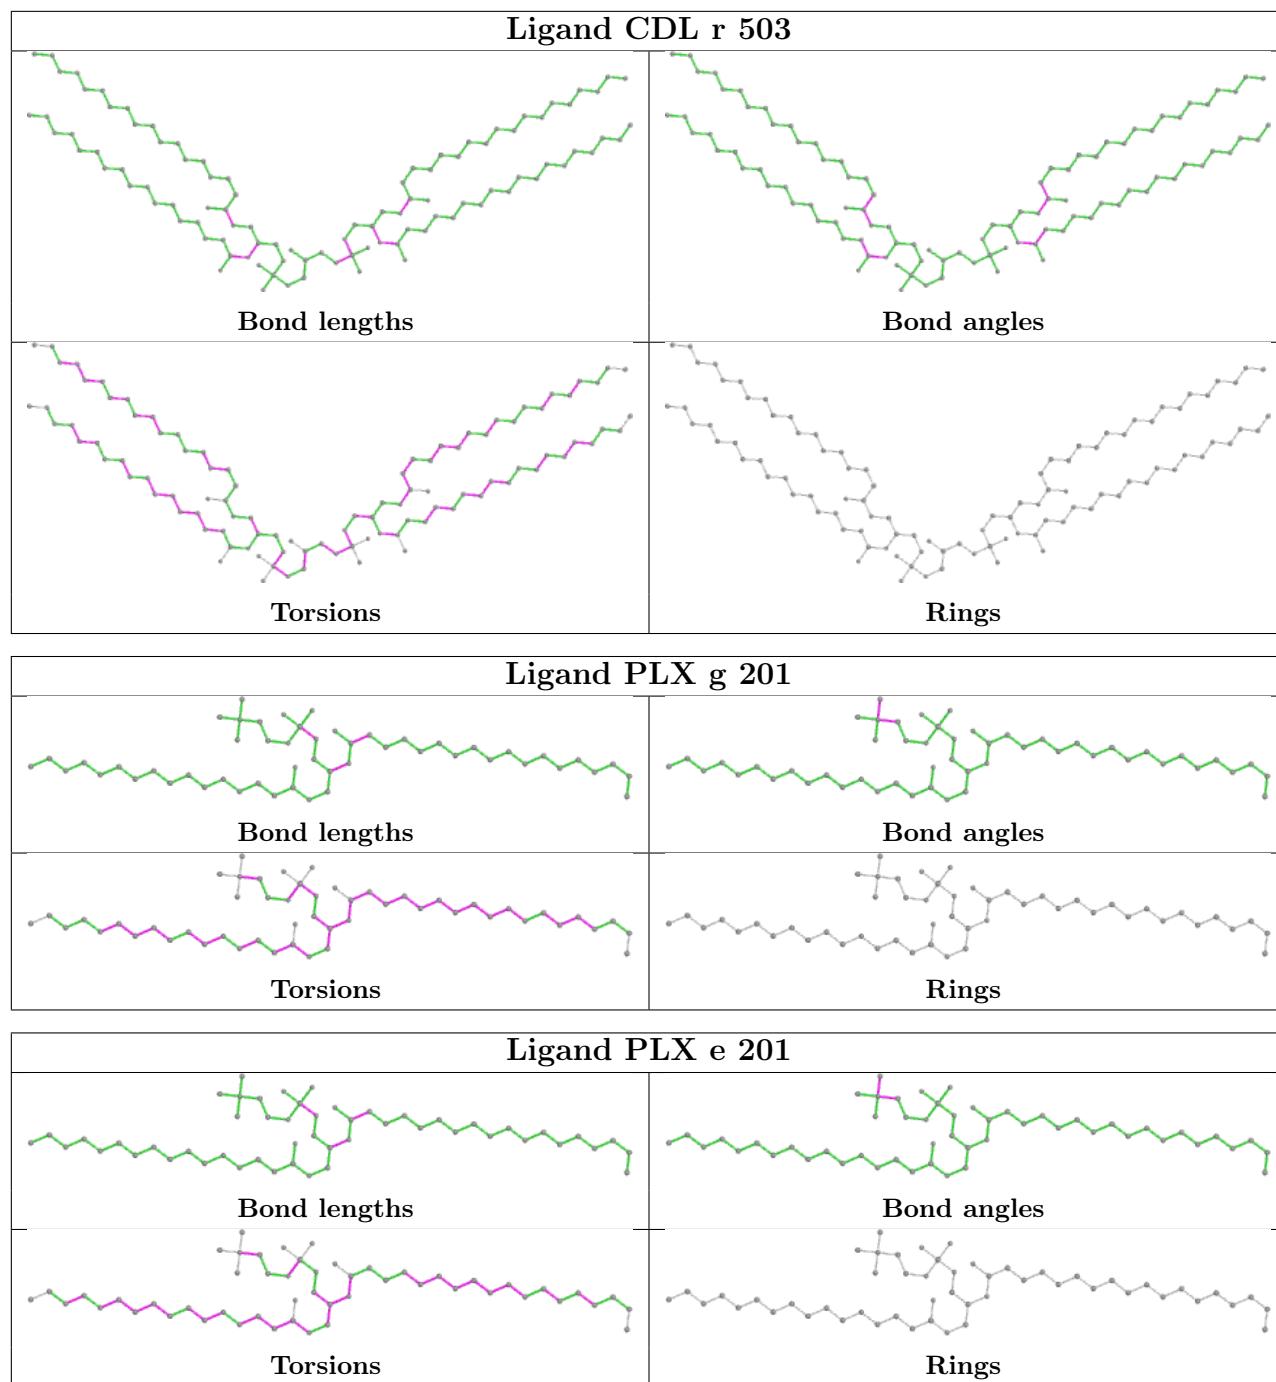 Ligand CDL r 503
Bond lengths
Bond angles
Torsions
Rings
Ligand PLX g 201
Bond lengths
Bond angles
Torsions
Rings
Ligand PLX e 201
Bond lengths
Bond angles
Torsions
Rings